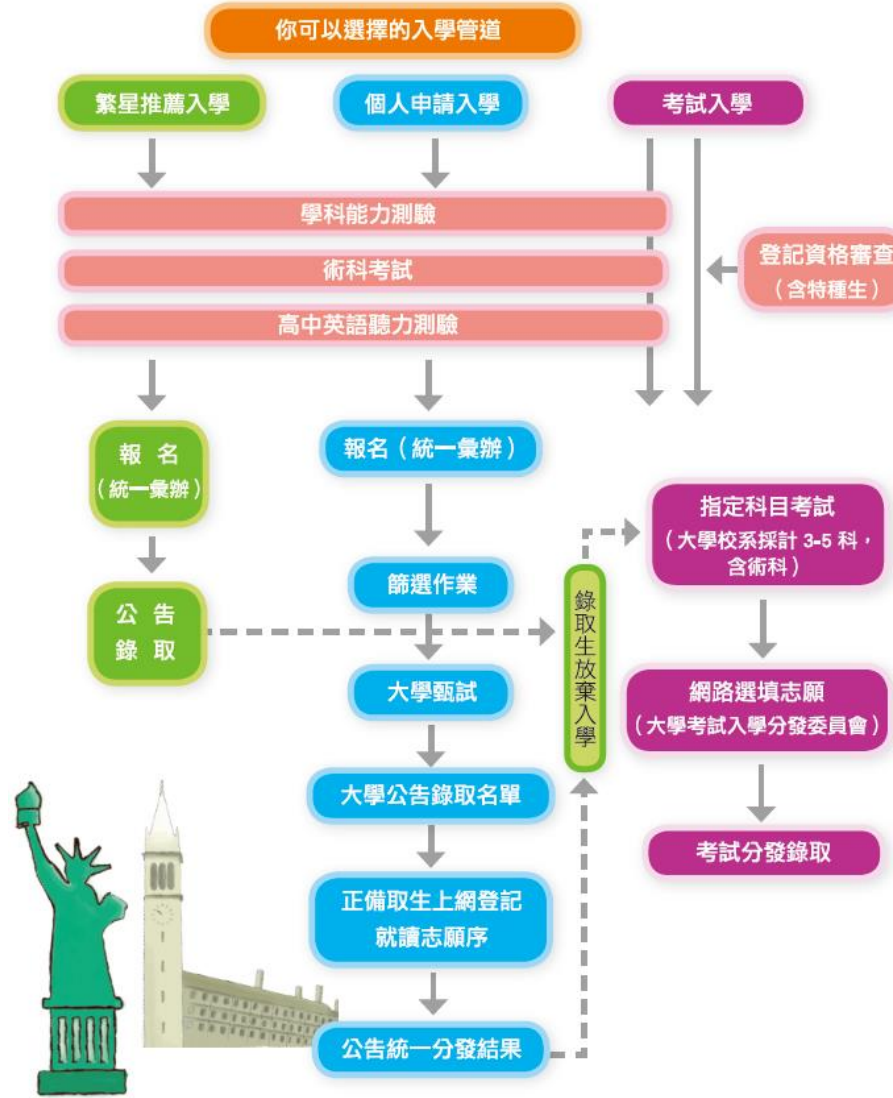 你可以選擇的入學管道
繁星推薦入學
個人申請入學
考試入學
學科能力測驗
術科考試
高中英語聽力測驗
登記資格審查
（含特種生）
報 名
（統一彙辦）
公 告
錄 取
報名（統一彙辦）
篩選作業
大學甄試
大學公告錄取名單
正備取生上網登記
就讀志願序
公告統一分發結果
錄取生放棄入學
指定科目考試
（大學校系採計 3-5 科，
含術科）
網路選填志願
（大學考試入學分發委員會）
考試分發錄取